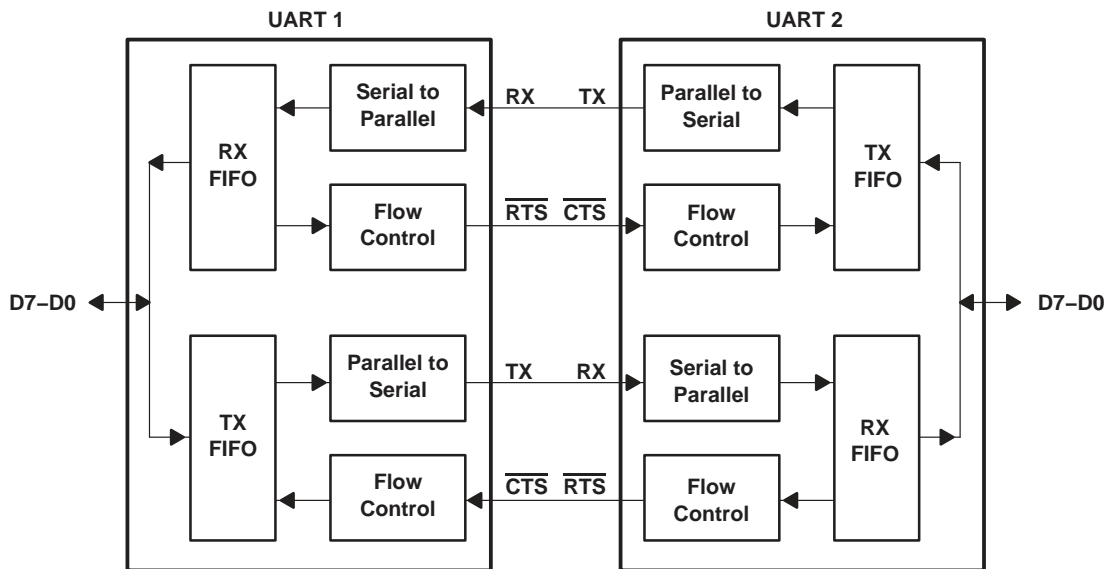 UART 1
UART 2
Serial to
Parallel
RX
TX
Parallel to
Serial
RX
FIFO
TX
FIFO
Flow
Control
RTS
CTS
Flow
Control
D7–D0
D7–D0
Parallel to
Serial
TX
RX
Serial to
Parallel
TX
FIFO
RX
FIFO
Flow
Control
CTS
RTS
Flow
Control